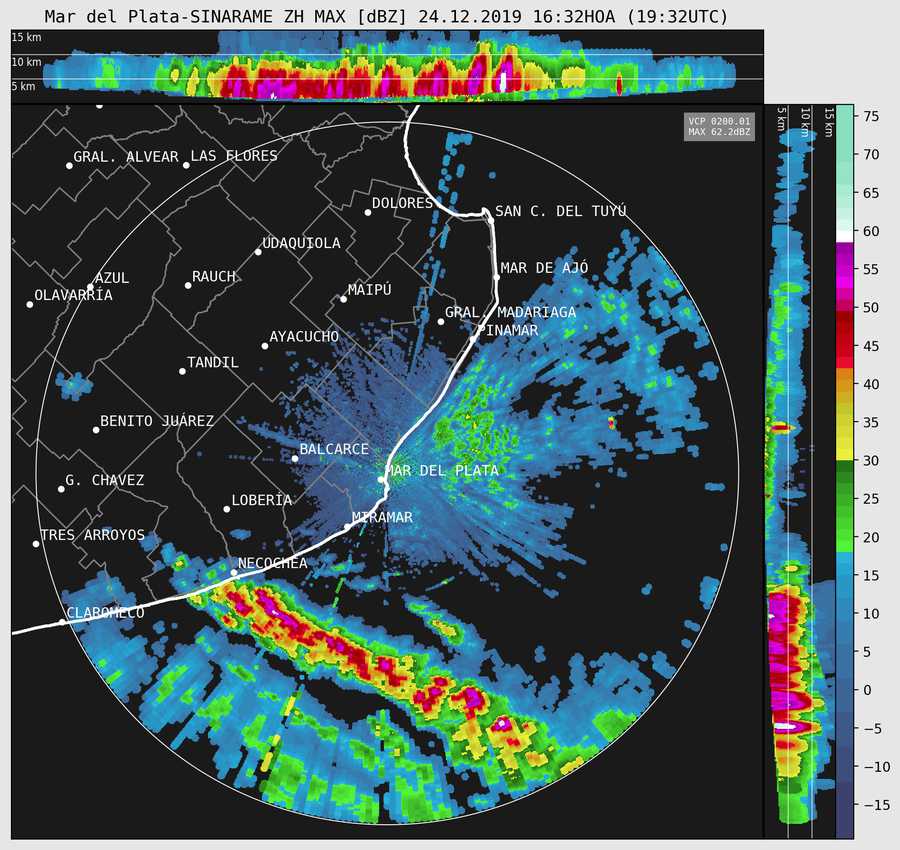 Mar del Plata-SINARAME ZH MAX [dBZ] 24.12.2019 16:32HOA (19:32UTC)
15 km
10 km
5 km
VCP 0200.01
MAX 62.2dBZ
5 km
10 km
15 km
GRAL. ALVEAR
LAS FLORES
DOLORES
SAN C. DEL TUYÚ
UDAQUIOLA
MAR DE AJÓ
AZUL
RAUCH
OLAVARRÍA
MAIPÚ
GRAL. MADARIAGA
PINAMAR
AYACUCHO
TANDIL
BENITO JUÁREZ
BALCARCE
MAR DEL PLATA
G. CHAVEZ
LOBERÍA
MIRAMAR
TRES ARROYOS
NECOCHEA
CLAROMECO
75
70
65
60
55
50
45
40
35
30
25
20
15
10
5
0
−5
−10
−15